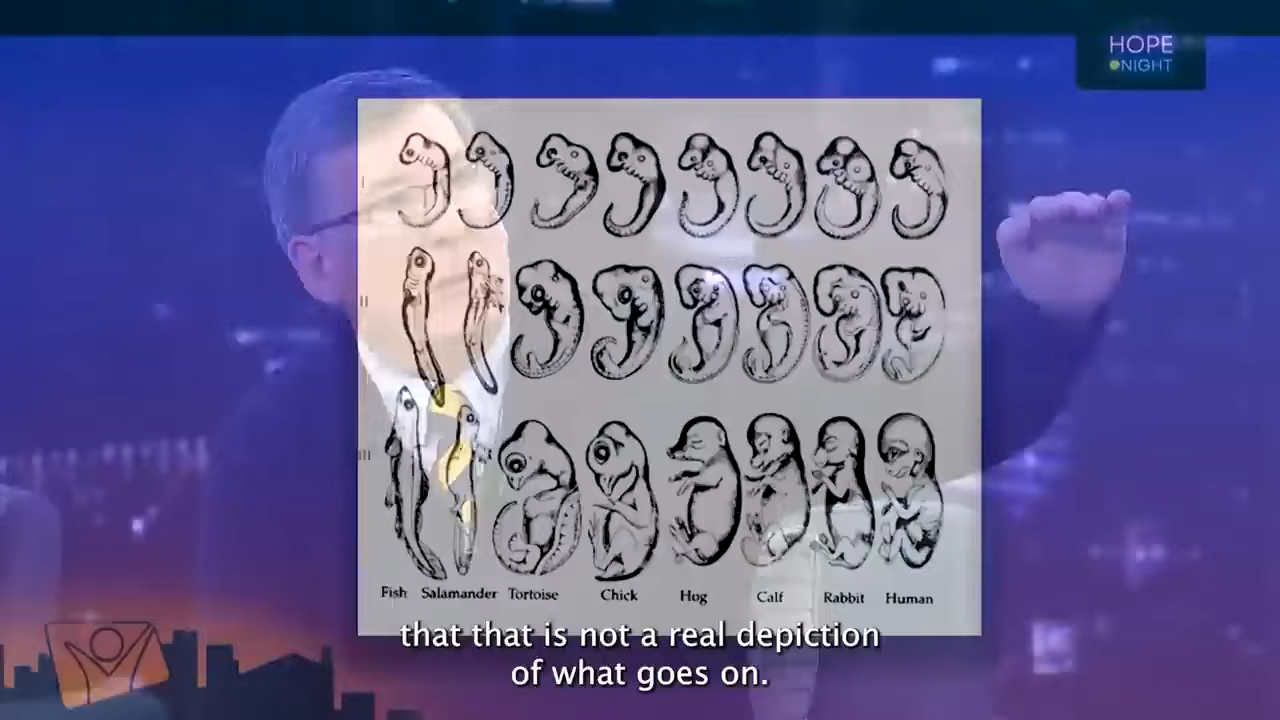 HOPE
NIGHT
I
II
III
Fish Salamander Tortoise Chick Hog Calf Rabbit Human
that that is not a real depiction
of what goes on.